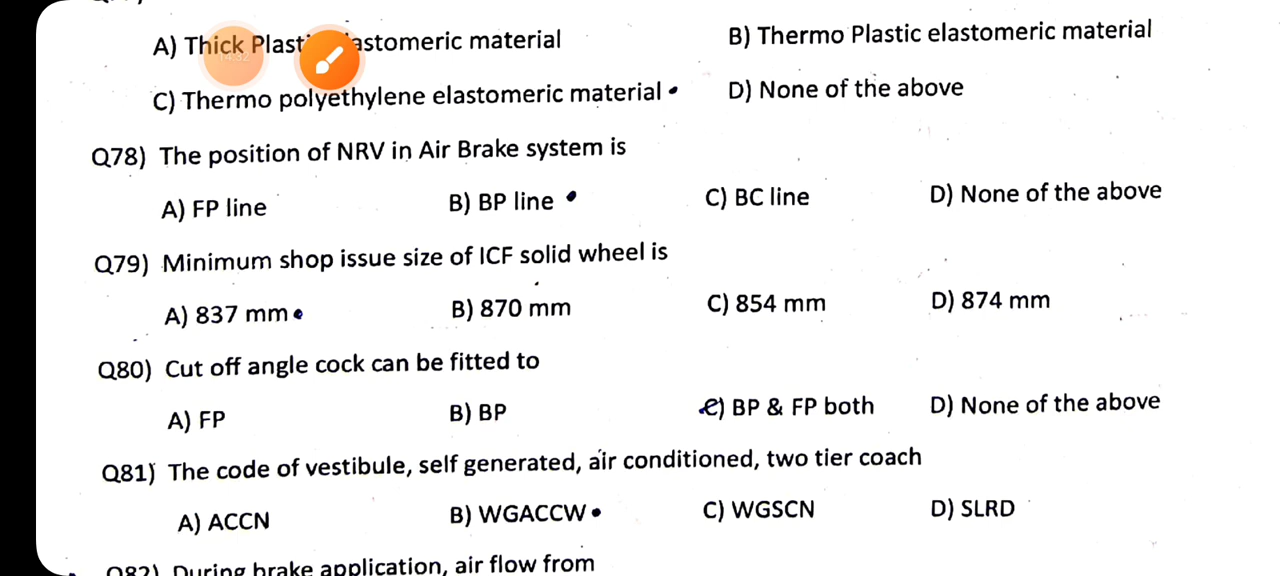 A) Thick Plast astomeric material B) Thermo Plastic elastomeric material
C) Thermo polyethylene elastomeric material D) None of the above
Q78) The position of NRV in Air Brake system is
A) FP line B) BP line C) BC line D) None of the above
Q79) Minimum shop issue size of ICF solid wheel is
A) 837 mm B) 870 mm C) 854 mm D) 874 mm
Q80) Cut off angle cock can be fitted to
A) FP B) BP C) BP & FP both D) None of the above
Q81) The code of vestibule, self generated, air conditioned, two tier coach
A) ACCN B) WGACCW C) WGSCN D) SLRD
Q82) During brake application, air flow from